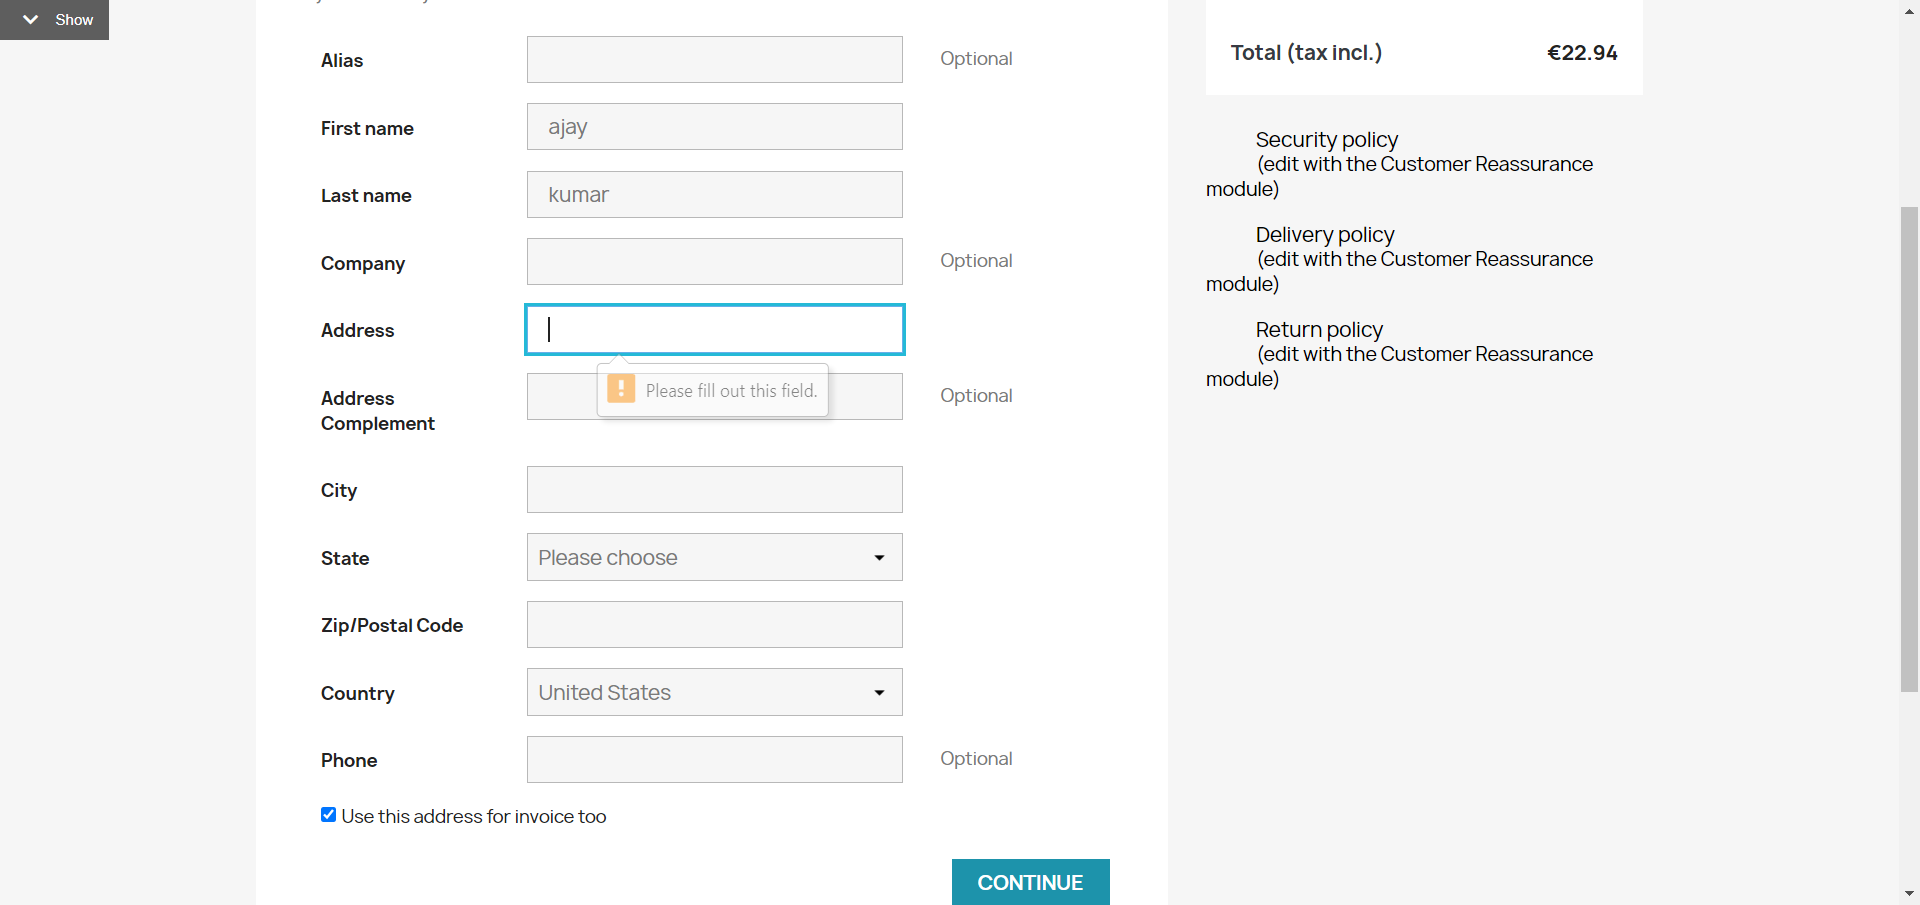 Show
Alias
Optional
First name
ajay
Last name
kumar
Company
Optional
Address
Please fill out this field.
Address
Complement
Optional
City
State
Please choose
Zip/Postal Code
Country
United States
Phone
Optional
Use this address for invoice too
CONTINUE
Total (tax incl.)
€22.94
Security policy
(edit with the Customer Reassurance
module)
Delivery policy
(edit with the Customer Reassurance
module)
Return policy
(edit with the Customer Reassurance
module)